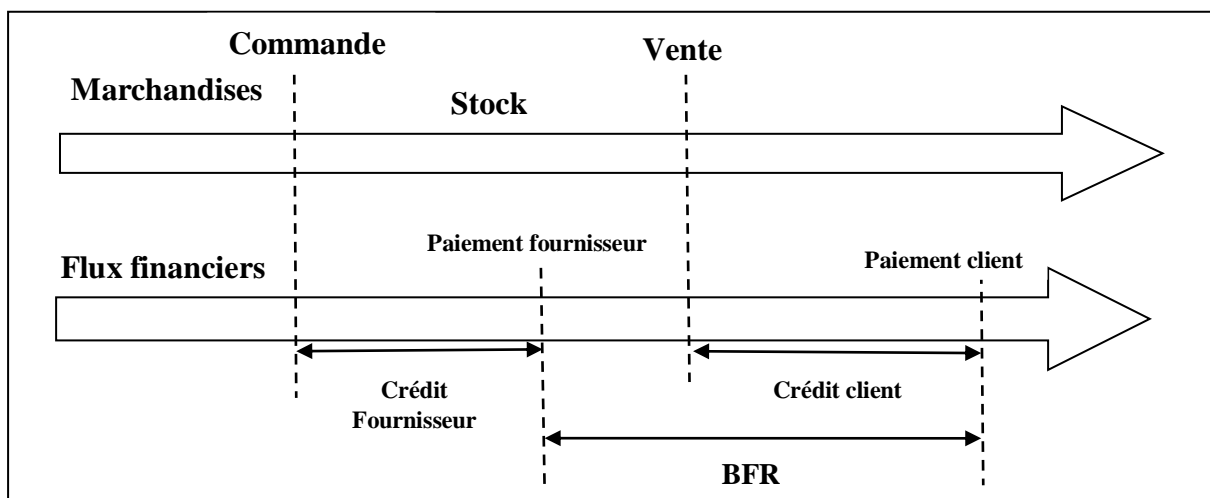 Commande
Vente
Marchandises
Stock
Paiement fournisseur
Flux financiers
Paiement client
Crédit
Fournisseur
Crédit client
BFR